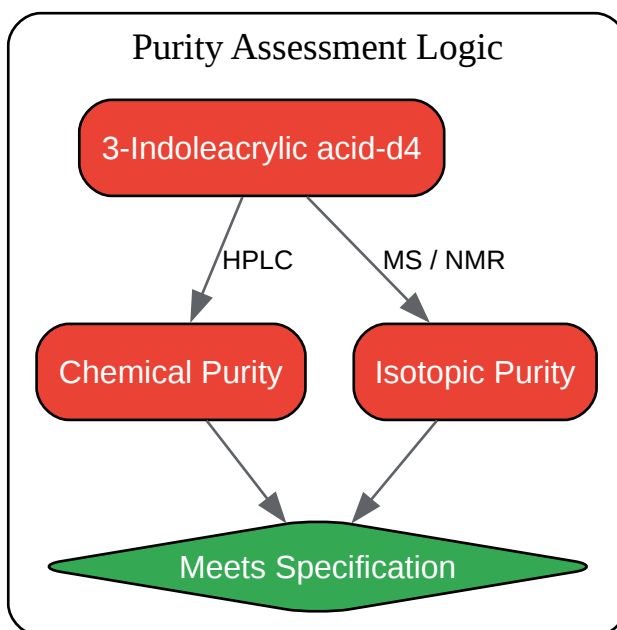 Purity Assessment Logic
3-Indoleacrylic acid-d4
HPLC
MS / NMR
Chemical Purity
Isotopic Purity
Meets Specification